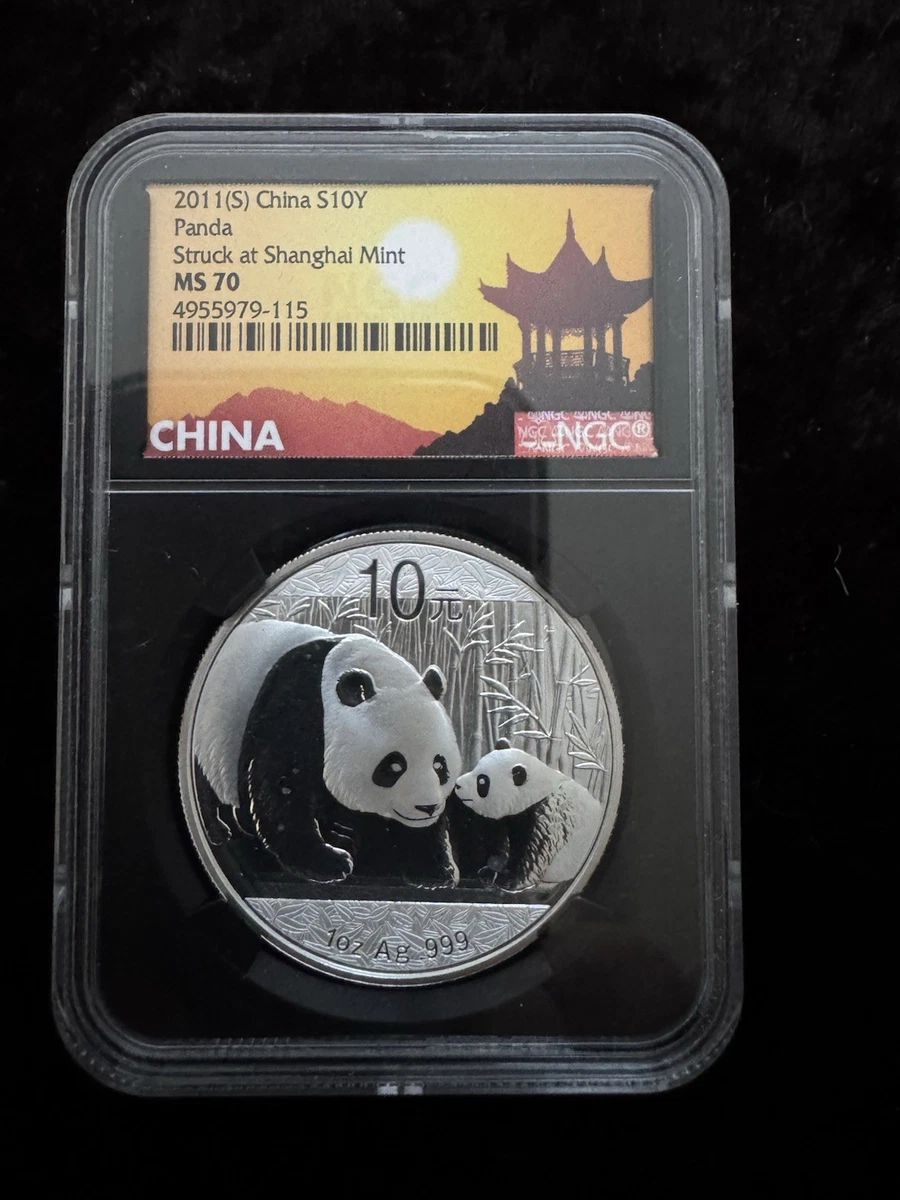 2011(S) China S10Y
Panda
Struck at Shanghai Mint
MS 70
4955979-115
CHINA
NGC®
10元
1oz Ag .999